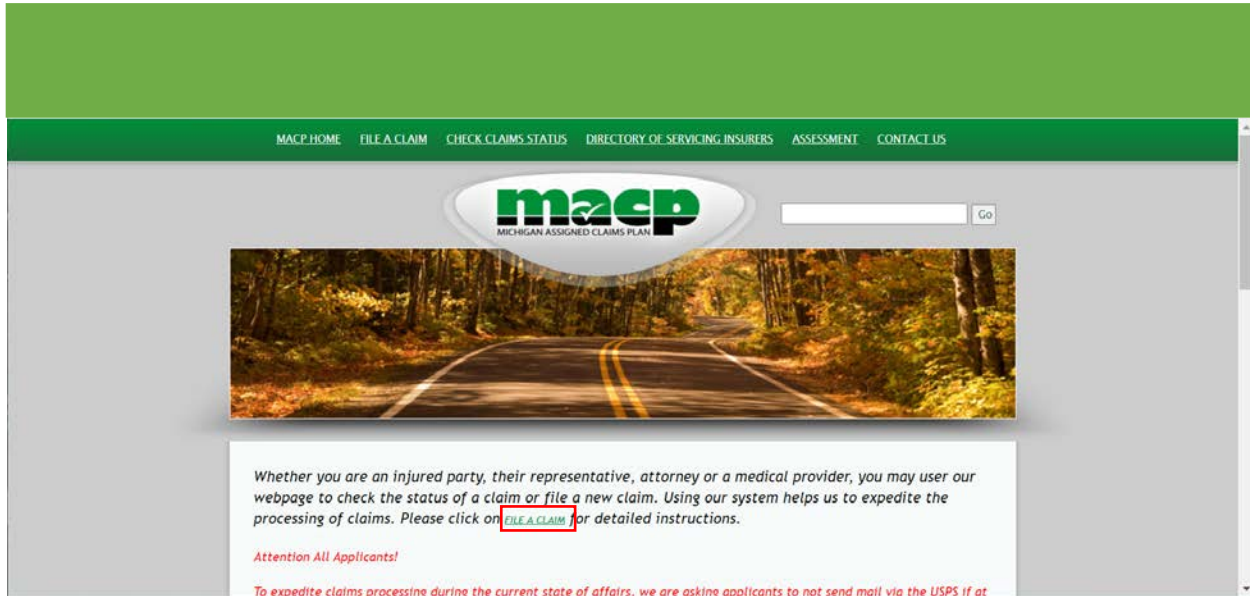 MACP HOME FILE A CLAIM CHECK CLAIMS STATUS DIRECTORY OF SERVICING INSURERS ASSESSMENT CONTACT US
macp
MICHIGAN ASSIGNED CLAIMS PLAN
Go
Whether you are an injured party, their representative, attorney or a medical provider, you may user our
webpage to check the status of a claim or file a new claim. Using our system helps us to expedite the
processing of claims. Please click on FILE A CLAIM for detailed instructions.
Attention All Applicants!
To expedite claims processing during the current state of affairs, we are asking applicants to not send mail via the USPS if at